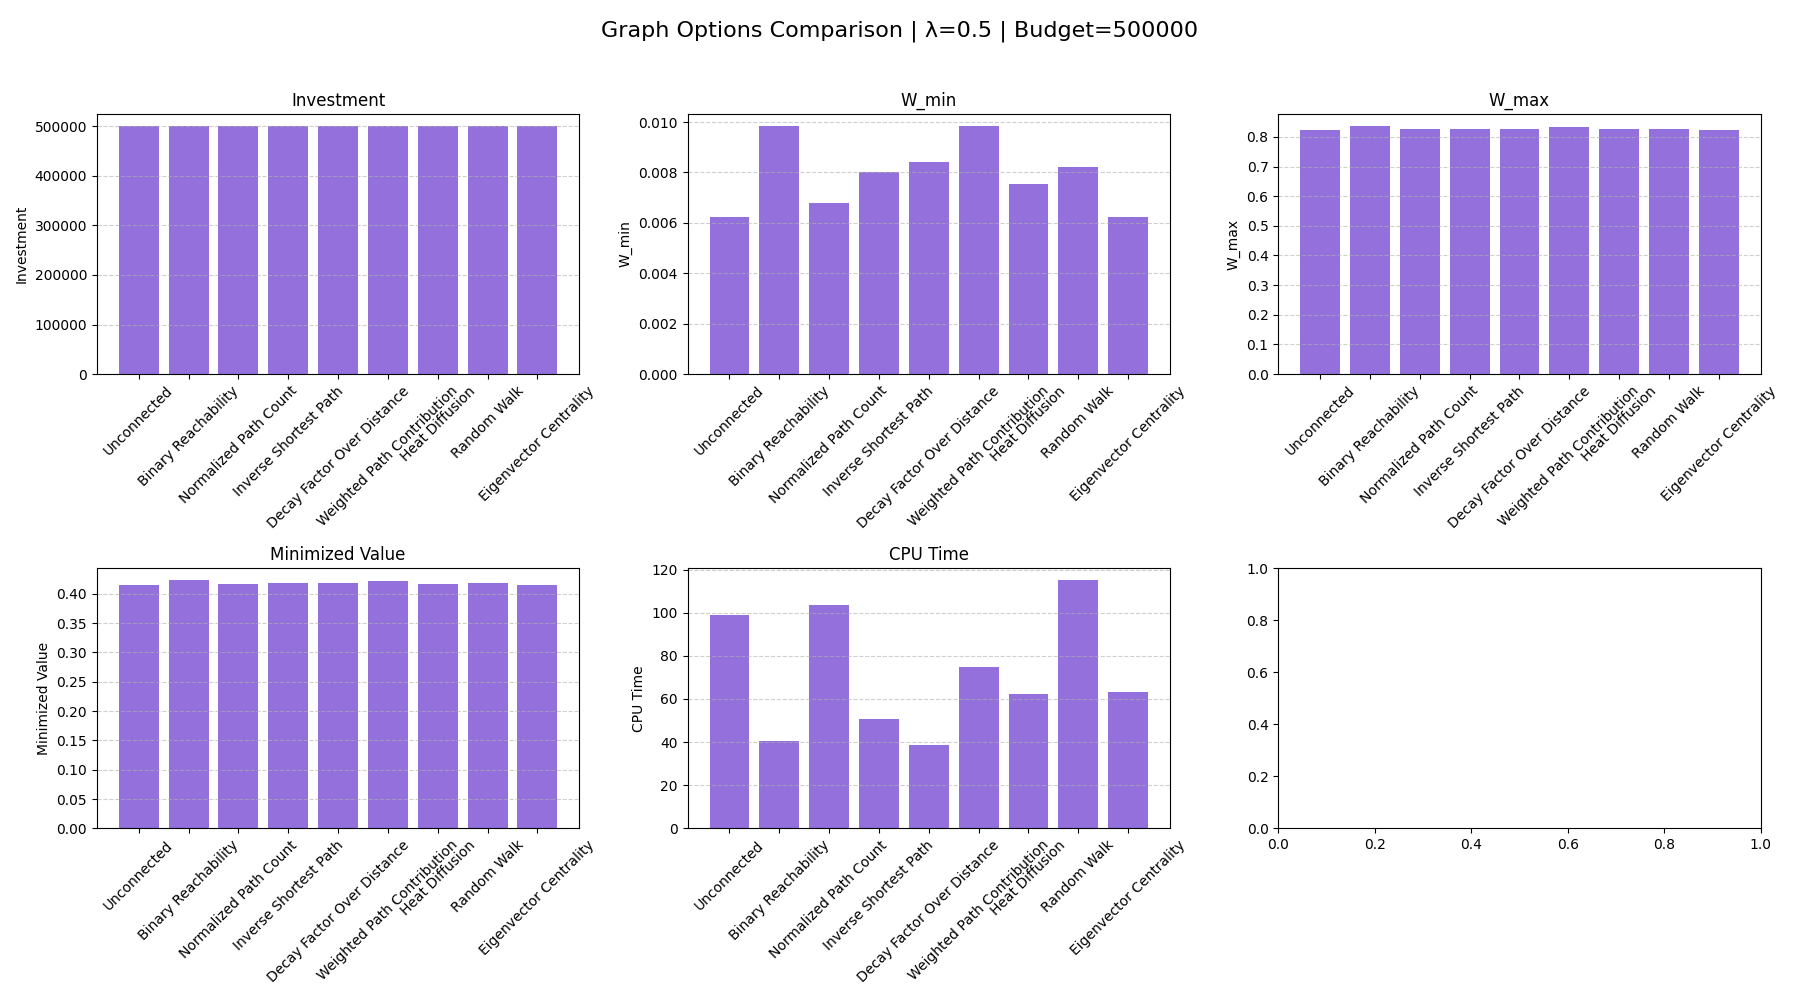 Graph Options Comparison | λ=0.5 | Budget=500000
Investment
Investment
500000
400000
300000
200000
100000
0
Unconnected
Binary Reachability
Normalized Path Count
Inverse Shortest Path
Decay Factor Over Distance
Weighted Path Contribution
Heat Diffusion
Random Walk
Eigenvector Centrality
W_min
W_min
0.010
0.008
0.006
0.004
0.002
0.000
Unconnected
Binary Reachability
Normalized Path Count
Inverse Shortest Path
Decay Factor Over Distance
Weighted Path Contribution
Heat Diffusion
Random Walk
Eigenvector Centrality
W_max
W_max
0.8
0.7
0.6
0.5
0.4
0.3
0.2
0.1
0.0
Unconnected
Binary Reachability
Normalized Path Count
Inverse Shortest Path
Decay Factor Over Distance
Weighted Path Contribution
Heat Diffusion
Random Walk
Eigenvector Centrality
Minimized Value
Minimized Value
0.40
0.35
0.30
0.25
0.20
0.15
0.10
0.05
0.00
Unconnected
Binary Reachability
Normalized Path Count
Inverse Shortest Path
Decay Factor Over Distance
Weighted Path Contribution
Heat Diffusion
Random Walk
Eigenvector Centrality
CPU Time
CPU Time
120
100
80
60
40
20
0
Unconnected
Binary Reachability
Normalized Path Count
Inverse Shortest Path
Decay Factor Over Distance
Weighted Path Contribution
Heat Diffusion
Random Walk
Eigenvector Centrality
1.0
0.8
0.6
0.4
0.2
0.0
0.0 0.2 0.4 0.6 0.8 1.0